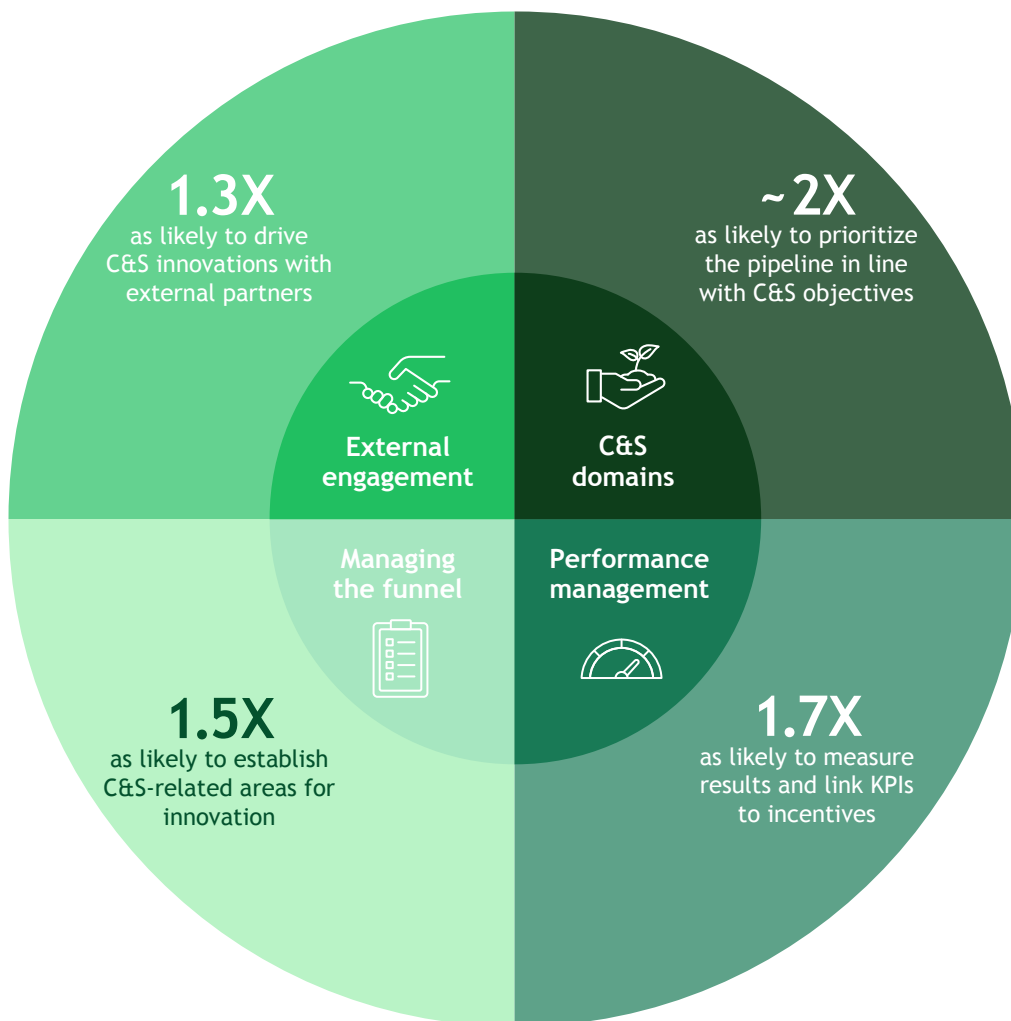 1.3X
as likely to drive
C&S innovations with
external partners
~2X
as likely to prioritize
the pipeline in line
with C&S objectives
External
engagement
C&S
domains
Managing
the funnel
Performance
management
1.5X
as likely to establish
C&S-related areas for
innovation
1.7X
as likely to measure
results and link KPIs
to incentives